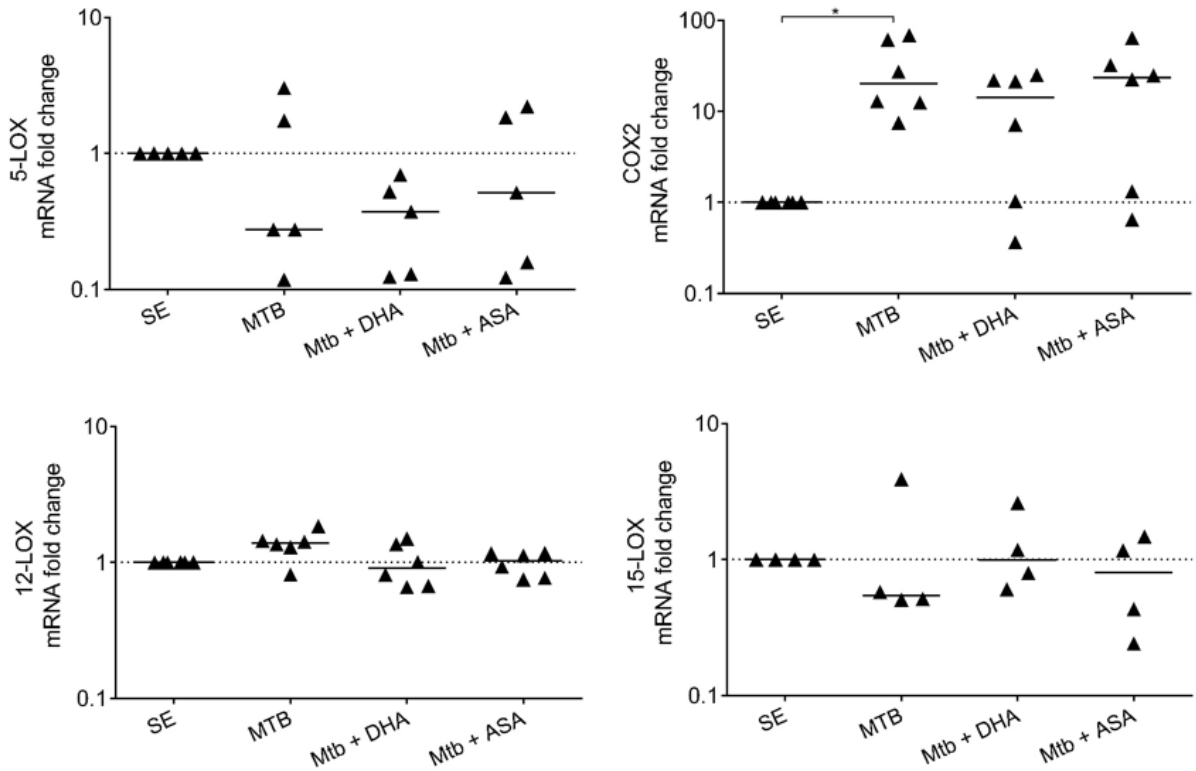 5-LOX
mRNA fold change
10
1
0.1
SE
MTB
Mtb + DHA
Mtb + ASA
COX2
mRNA fold change
100
10
1
0.1
*
SE
MTB
Mtb + DHA
Mtb + ASA
12-LOX
mRNA fold change
10
1
0.1
SE
MTB
Mtb + DHA
Mtb + ASA
15-LOX
mRNA fold change
10
1
0.1
SE
MTB
Mtb + DHA
Mtb + ASA